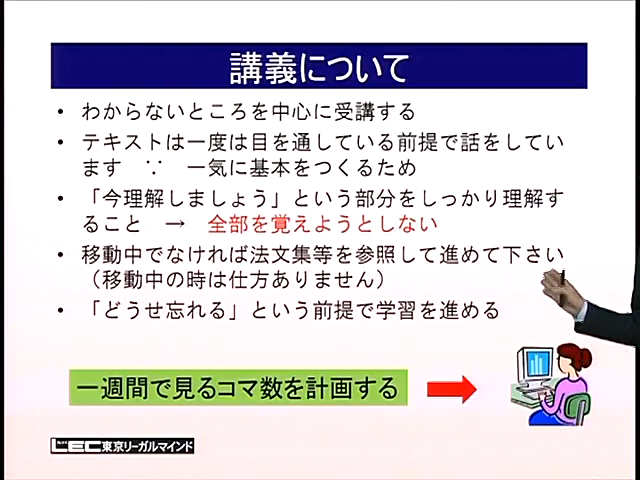 講義について
• わからないところを中心に受講する
• テキストは一度は目を通している前提で話をしてい
ます ∵ 一気に基本をつくるため
• 「今理解しましょう」という部分をしっかり理解す
ること → 全部を覚えようとしない
• 移動中でなければ法文集等を参照して進めて下さい
（移動中の時は仕方ありません）
• 「どうせ忘れる」という前提で学習を進める
一週間で見るコマ数を計画する
LEC東京リーガルマインド